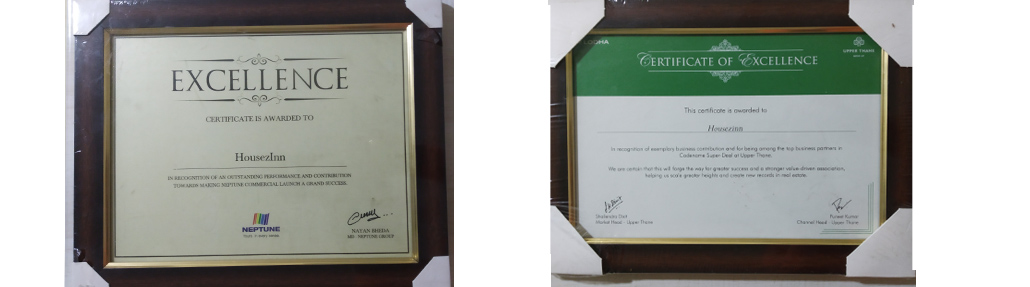 EXCELLENCE
CERTIFICATE IS AWARDED TO
HousezInn
IN RECOGNITION OF AN OUTSTANDING PERFORMANCE AND CONTRIBUTION
TOWARDS MAKING NEPTUNE COMMERCIAL LAUNCH A GRAND SUCCESS.
NEPTUNE
NAYAN BHEDA
MD - NEPTUNE GROUP
UPPER THANE
CERTIFICATE OF EXCELLENCE
This certificate is awarded to
Housezinn
In recognition of exemplary business contribution and for being among the top business partners in
Codename Super Deal at Upper Thane.
We are certain that this will forge the way for greater success and a stronger value-driven association,
helping us scale greater heights and create new records in real estate.
Market Head - Upper Thane
Puneet Kumar
Channel Head - Upper Thane